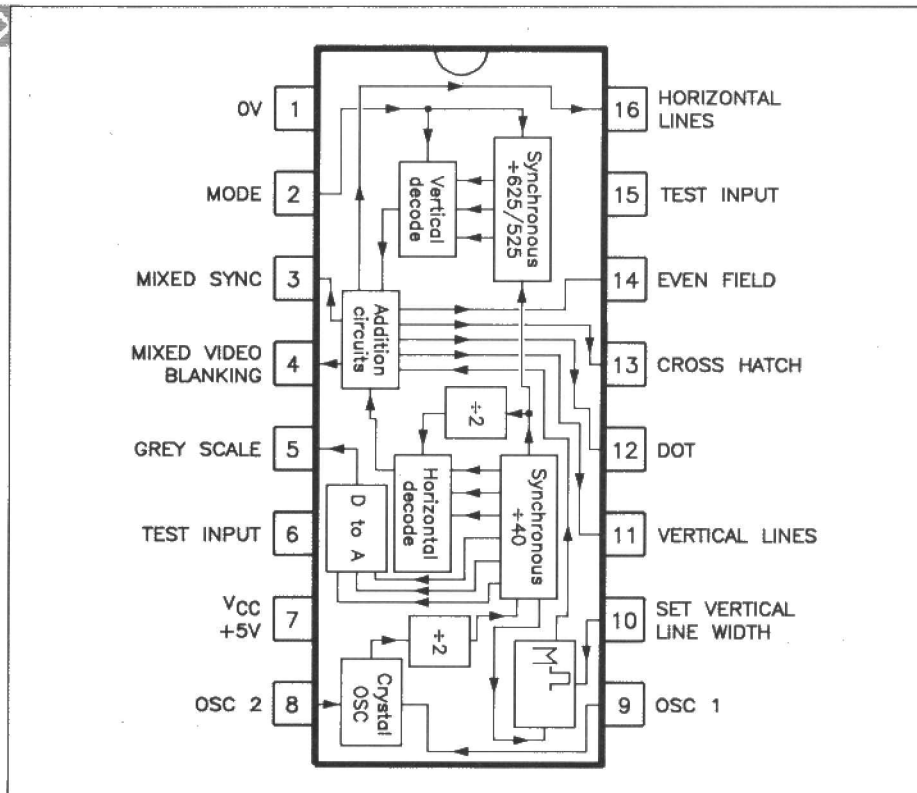 0V 1
MODE 2
MIXED SYNC 3
MIXED VIDEO
BLANKING 4
GREY SCALE 5
TEST INPUT 6
VCC
+5V 7
OSC 2 8
16 HORIZONTAL
LINES
15 TEST INPUT
14 EVEN FIELD
13 CROSS HATCH
12 DOT
11 VERTICAL LINES
10 SET VERTICAL
LINE WIDTH
9 OSC 1
Synchronous
÷625/525
Vertical
decode
Addition
circuits
÷2
Horizontal
decode
Synchronous
÷40
D to A
÷2
Crystal
OSC
M